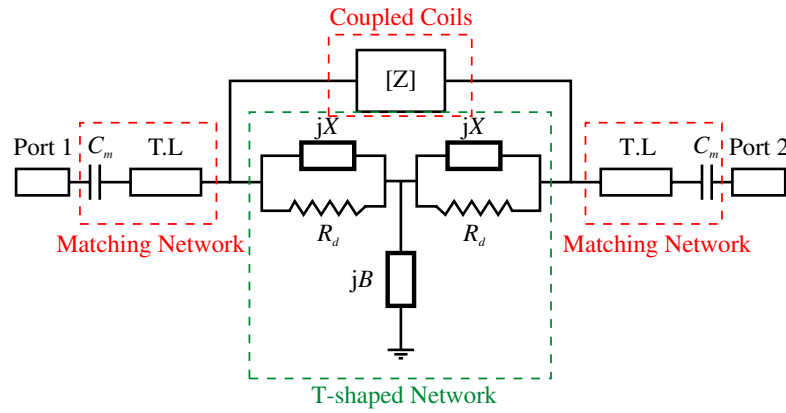 Coupled Coils
[Z]
jX
jX
Port 1
C_m
T.L
T.L
C_m
Port 2
R_d
R_d
Matching Network
Matching Network
jB
T-shaped Network